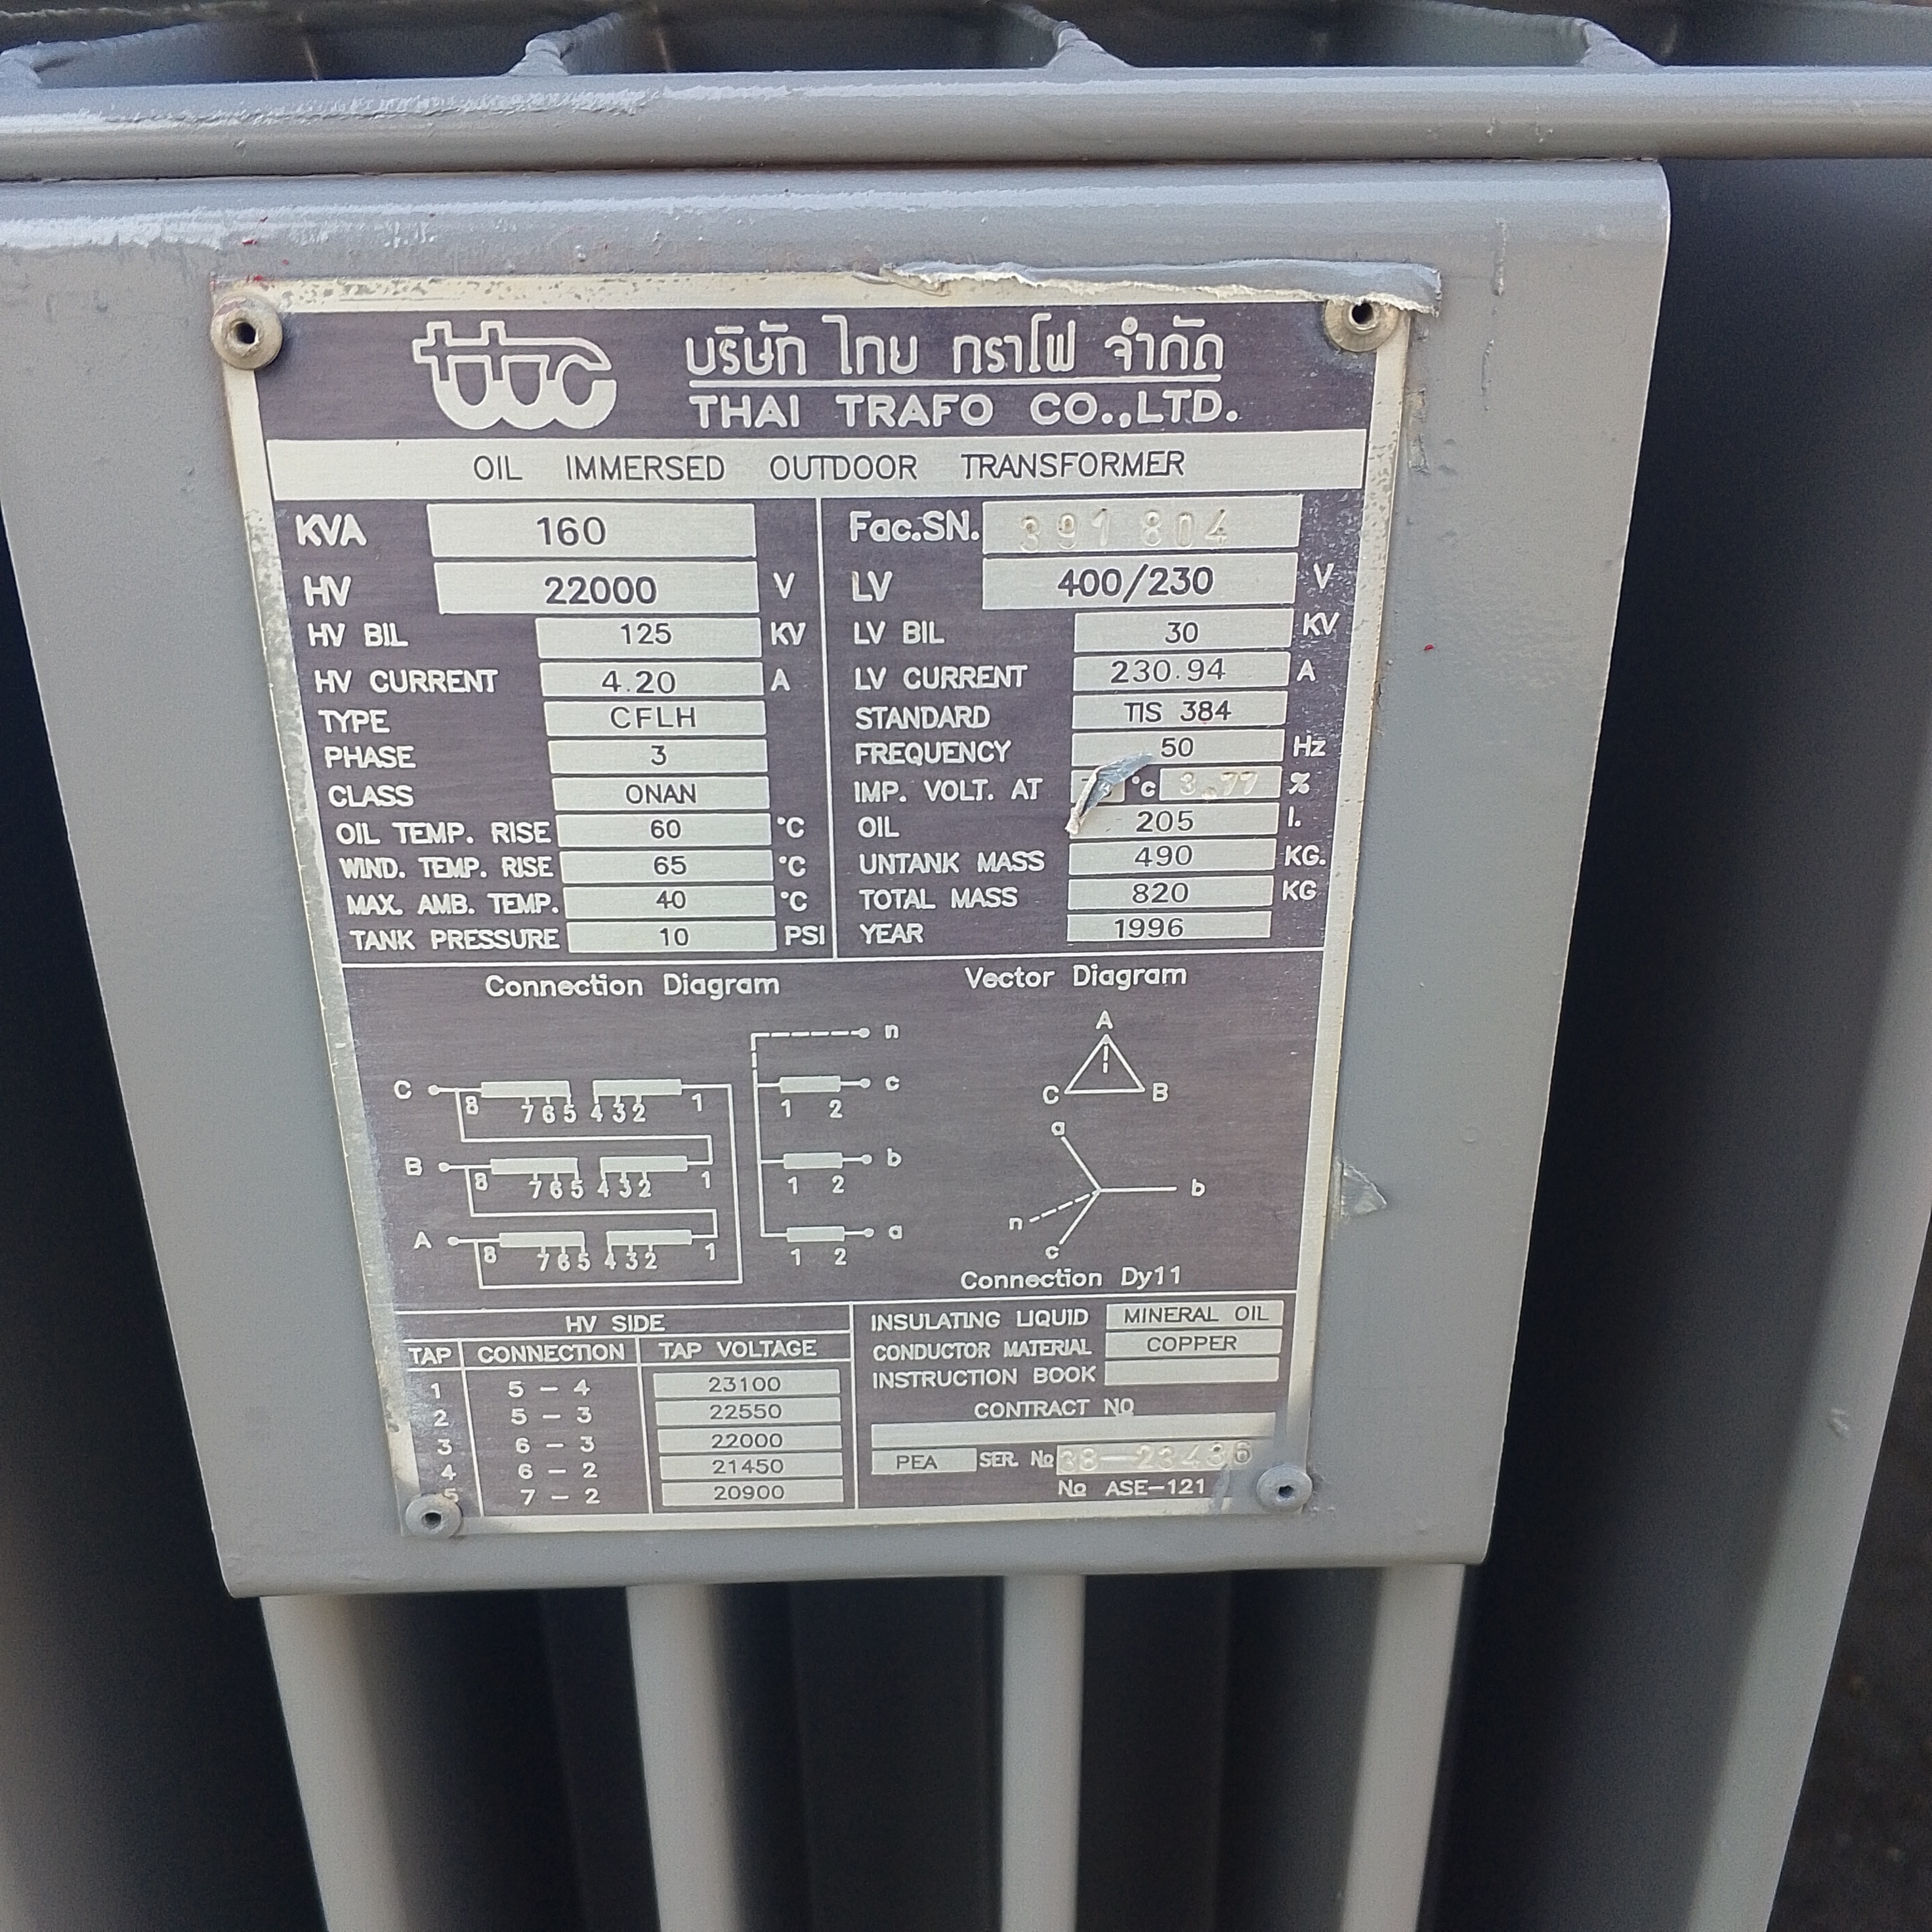 ttc
บริษัท ไทย ทราโฟ จำกัด
THAI TRAFO CO.,LTD.
OIL IMMERSED OUTDOOR TRANSFORMER
KVA 160
HV 22000 V
HV BIL 125 KV
HV CURRENT 4.20 A
TYPE CFLH
PHASE 3
CLASS ONAN
OIL TEMP. RISE 60 °C
WIND. TEMP. RISE 65 °C
MAX. AMB. TEMP. 40 °C
TANK PRESSURE 10 PSI
Fac.SN. 391 804
LV 400/230 V
LV BIL 30 KV
LV CURRENT 230.94 A
STANDARD TIS 384
FREQUENCY 50 Hz
IMP. VOLT. AT °C 3.77 %
OIL 205 l.
UNTANK MASS 490 KG.
TOTAL MASS 820 KG
YEAR 1996
Connection Diagram
n
C 8 7 6 5 4 3 2 1
1 2 c
B 8 7 6 5 4 3 2 1
1 2 b
A 8 7 6 5 4 3 2 1
1 2 a
Vector Diagram
A
C B
a
b
n
c
Connection Dy11
HV SIDE
TAP CONNECTION TAP VOLTAGE
1 5 - 4 23100
2 5 - 3 22550
3 6 - 3 22000
4 6 - 2 21450
5 7 - 2 20900
INSULATING LIQUID MINERAL OIL
CONDUCTOR MATERIAL COPPER
INSTRUCTION BOOK
CONTRACT NO
PEA SER. No 38-23436
No ASE-121